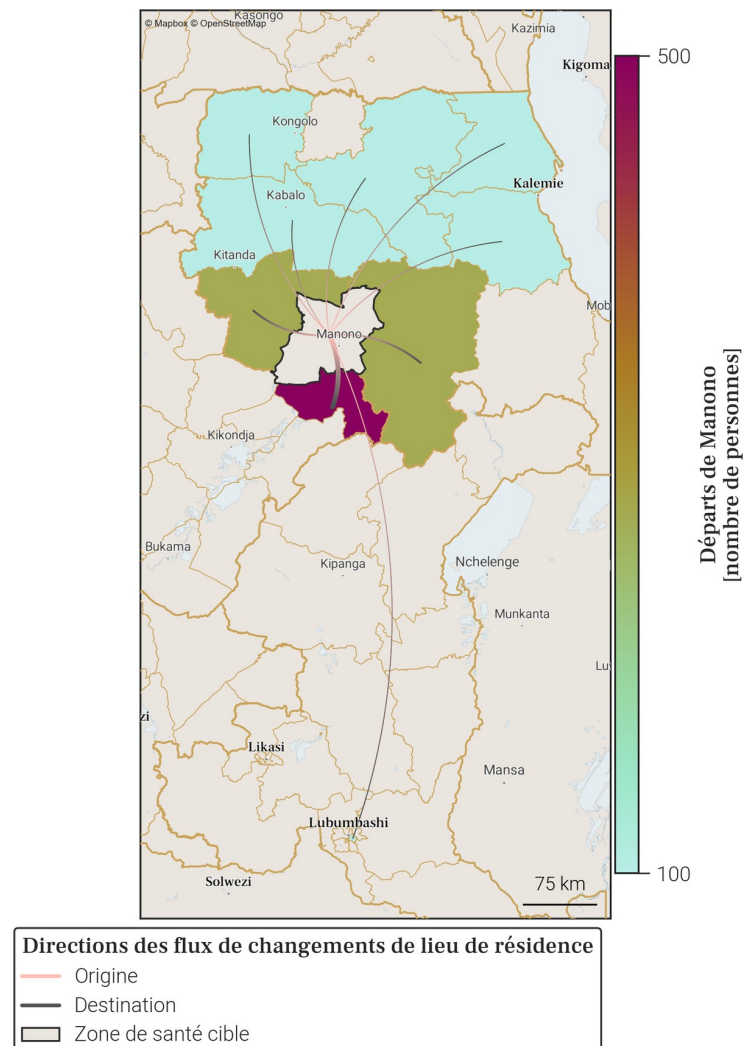 Kasongo
© Mapbox © OpenStreetMap
Kazimia
Kigoma
500
Kongolo
Kalemie
Kabalo
Kitanda
Mob
Manono
Kikondja
Bukama
Kipanga
Nchelenge
Munkanta
Lu
zi
Likasi
Mansa
Lubumbashi
Solwezi
75 km
100
Départs de Manono
[nombre de personnes]
Directions des flux de changements de lieu de résidence
Origine
Destination
Zone de santé cible